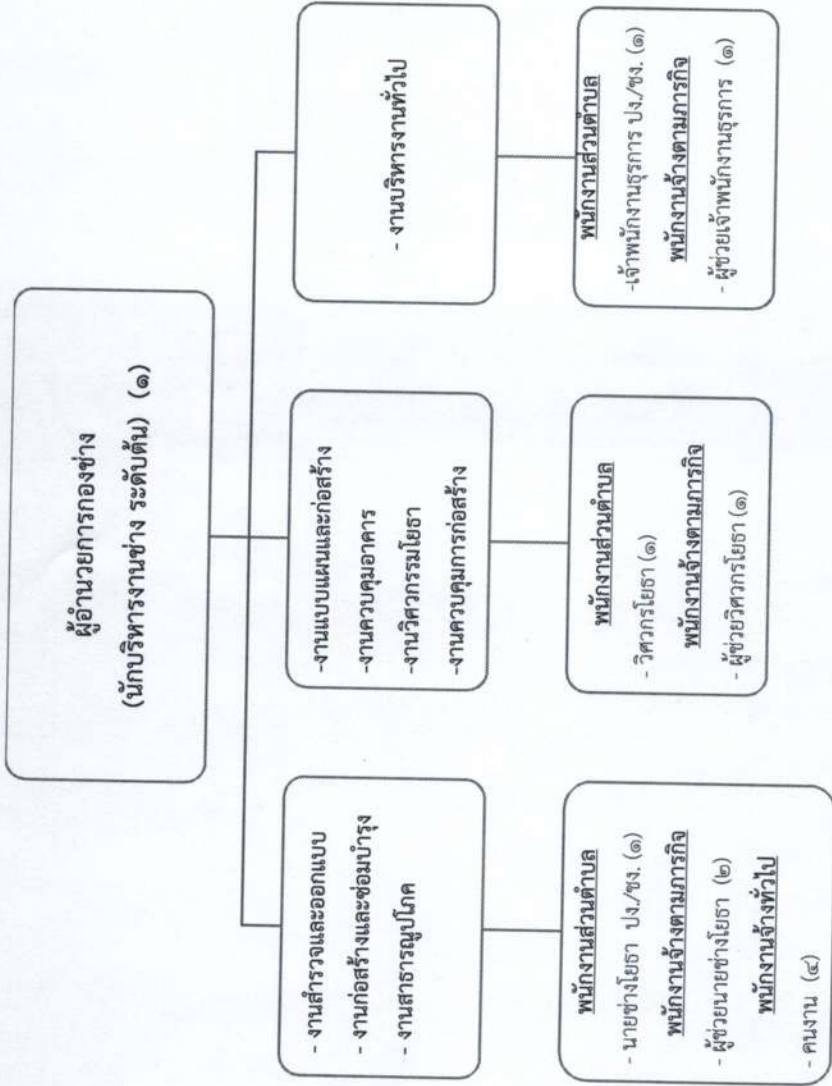 ผู้อำนวยการกองช่าง
(นักบริหารงานช่าง ระดับต้น) (๑)
- งานสำรวจและออกแบบ
- งานก่อสร้างและซ่อมบำรุง
- งานสาธารณูปโภค
-งานแบบแผนและก่อสร้าง
-งานควบคุมอาคาร
-งานวิศวกรรมโยธา
-งานควบคุมการก่อสร้าง
- งานบริหารงานทั่วไป
พนักงานส่วนตำบล
- นายช่างโยธา ปง./ชง. (๑)
พนักงานจ้างตามภารกิจ
- ผู้ช่วยนายช่างโยธา (๒)
พนักงานจ้างทั่วไป
- คนงาน (๔)
พนักงานส่วนตำบล
- วิศวกรโยธา (๑)
พนักงานจ้างตามภารกิจ
- ผู้ช่วยวิศวกรโยธา (๑)
พนักงานส่วนตำบล
-เจ้าพนักงานธุรการ ปง./ชง. (๑)
พนักงานจ้างตามภารกิจ
- ผู้ช่วยเจ้าพนักงานธุรการ (๑)